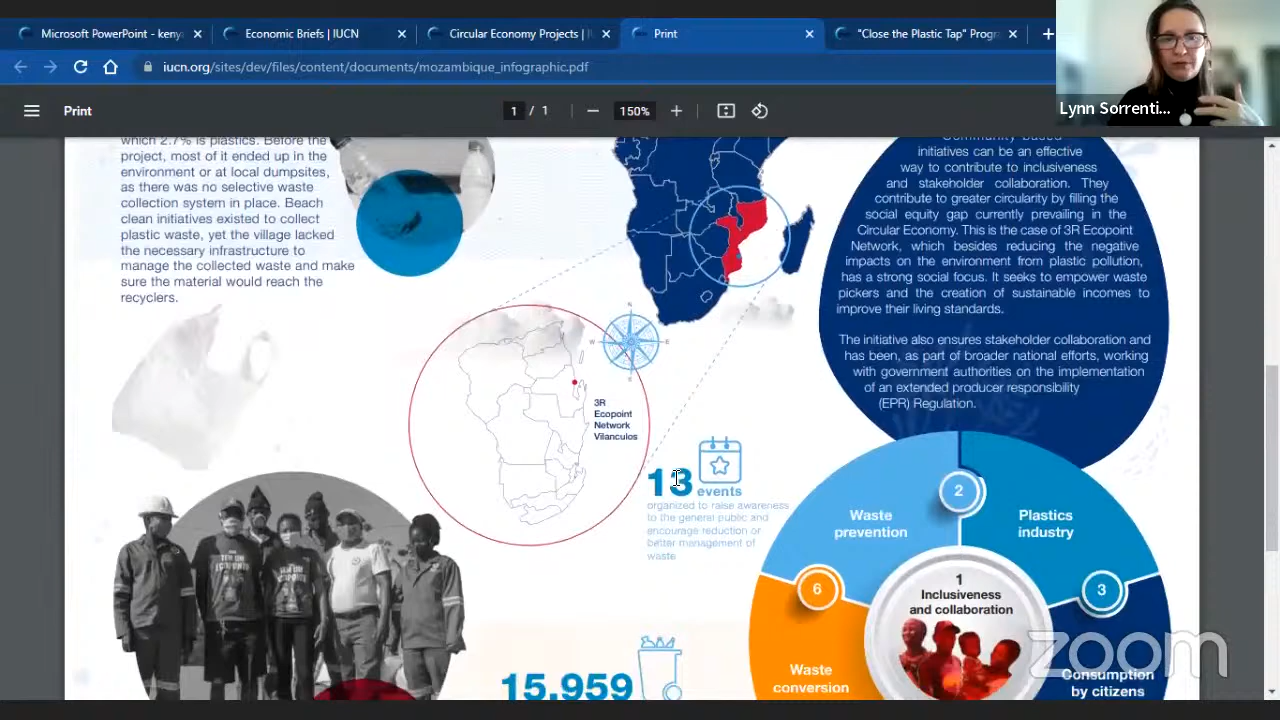 Microsoft PowerPoint - keny
Economic Briefs | IUCN
Circular Economy Projects | I
Print
"Close the Plastic Tap" Progr
iucn.org/sites/dev/files/content/documents/mozambique_infographic.pdf
Lynn Sorrenti...
Print
1 / 1
150%
which 2.7% is plastics. Before the
project, most of it ended up in the
environment or at local dumpsites,
as there was no selective waste
collection system in place. Beach
clean initiatives existed to collect
plastic waste, yet the village lacked
the necessary infrastructure to
manage the collected waste and make
sure the material would reach the
recyclers.
N
W
E
S
3R
Ecopoint
Network
Vilanculos
13 events
organized to raise awareness
to the general public and
encourage reduction or
better management of
waste
15,959
Community-based
initiatives can be an effective
way to contribute to inclusiveness
and stakeholder collaboration. They
contribute to greater circularity by filling the
social equity gap currently prevailing in the
Circular Economy. This is the case of 3R Ecopoint
Network, which besides reducing the negative
impacts on the environment from plastic pollution,
has a strong social focus. It seeks to empower waste
pickers and the creation of sustainable incomes to
improve their living standards.
The initiative also ensures stakeholder collaboration and
has been, as part of broader national efforts, working
with government authorities on the implementation
of an extended producer responsibility
(EPR) Regulation.
2
Waste
prevention
Plastics
industry
6
3
1
Inclusiveness
and collaboration
Waste
conversion
Consumption
by citizens
zoom